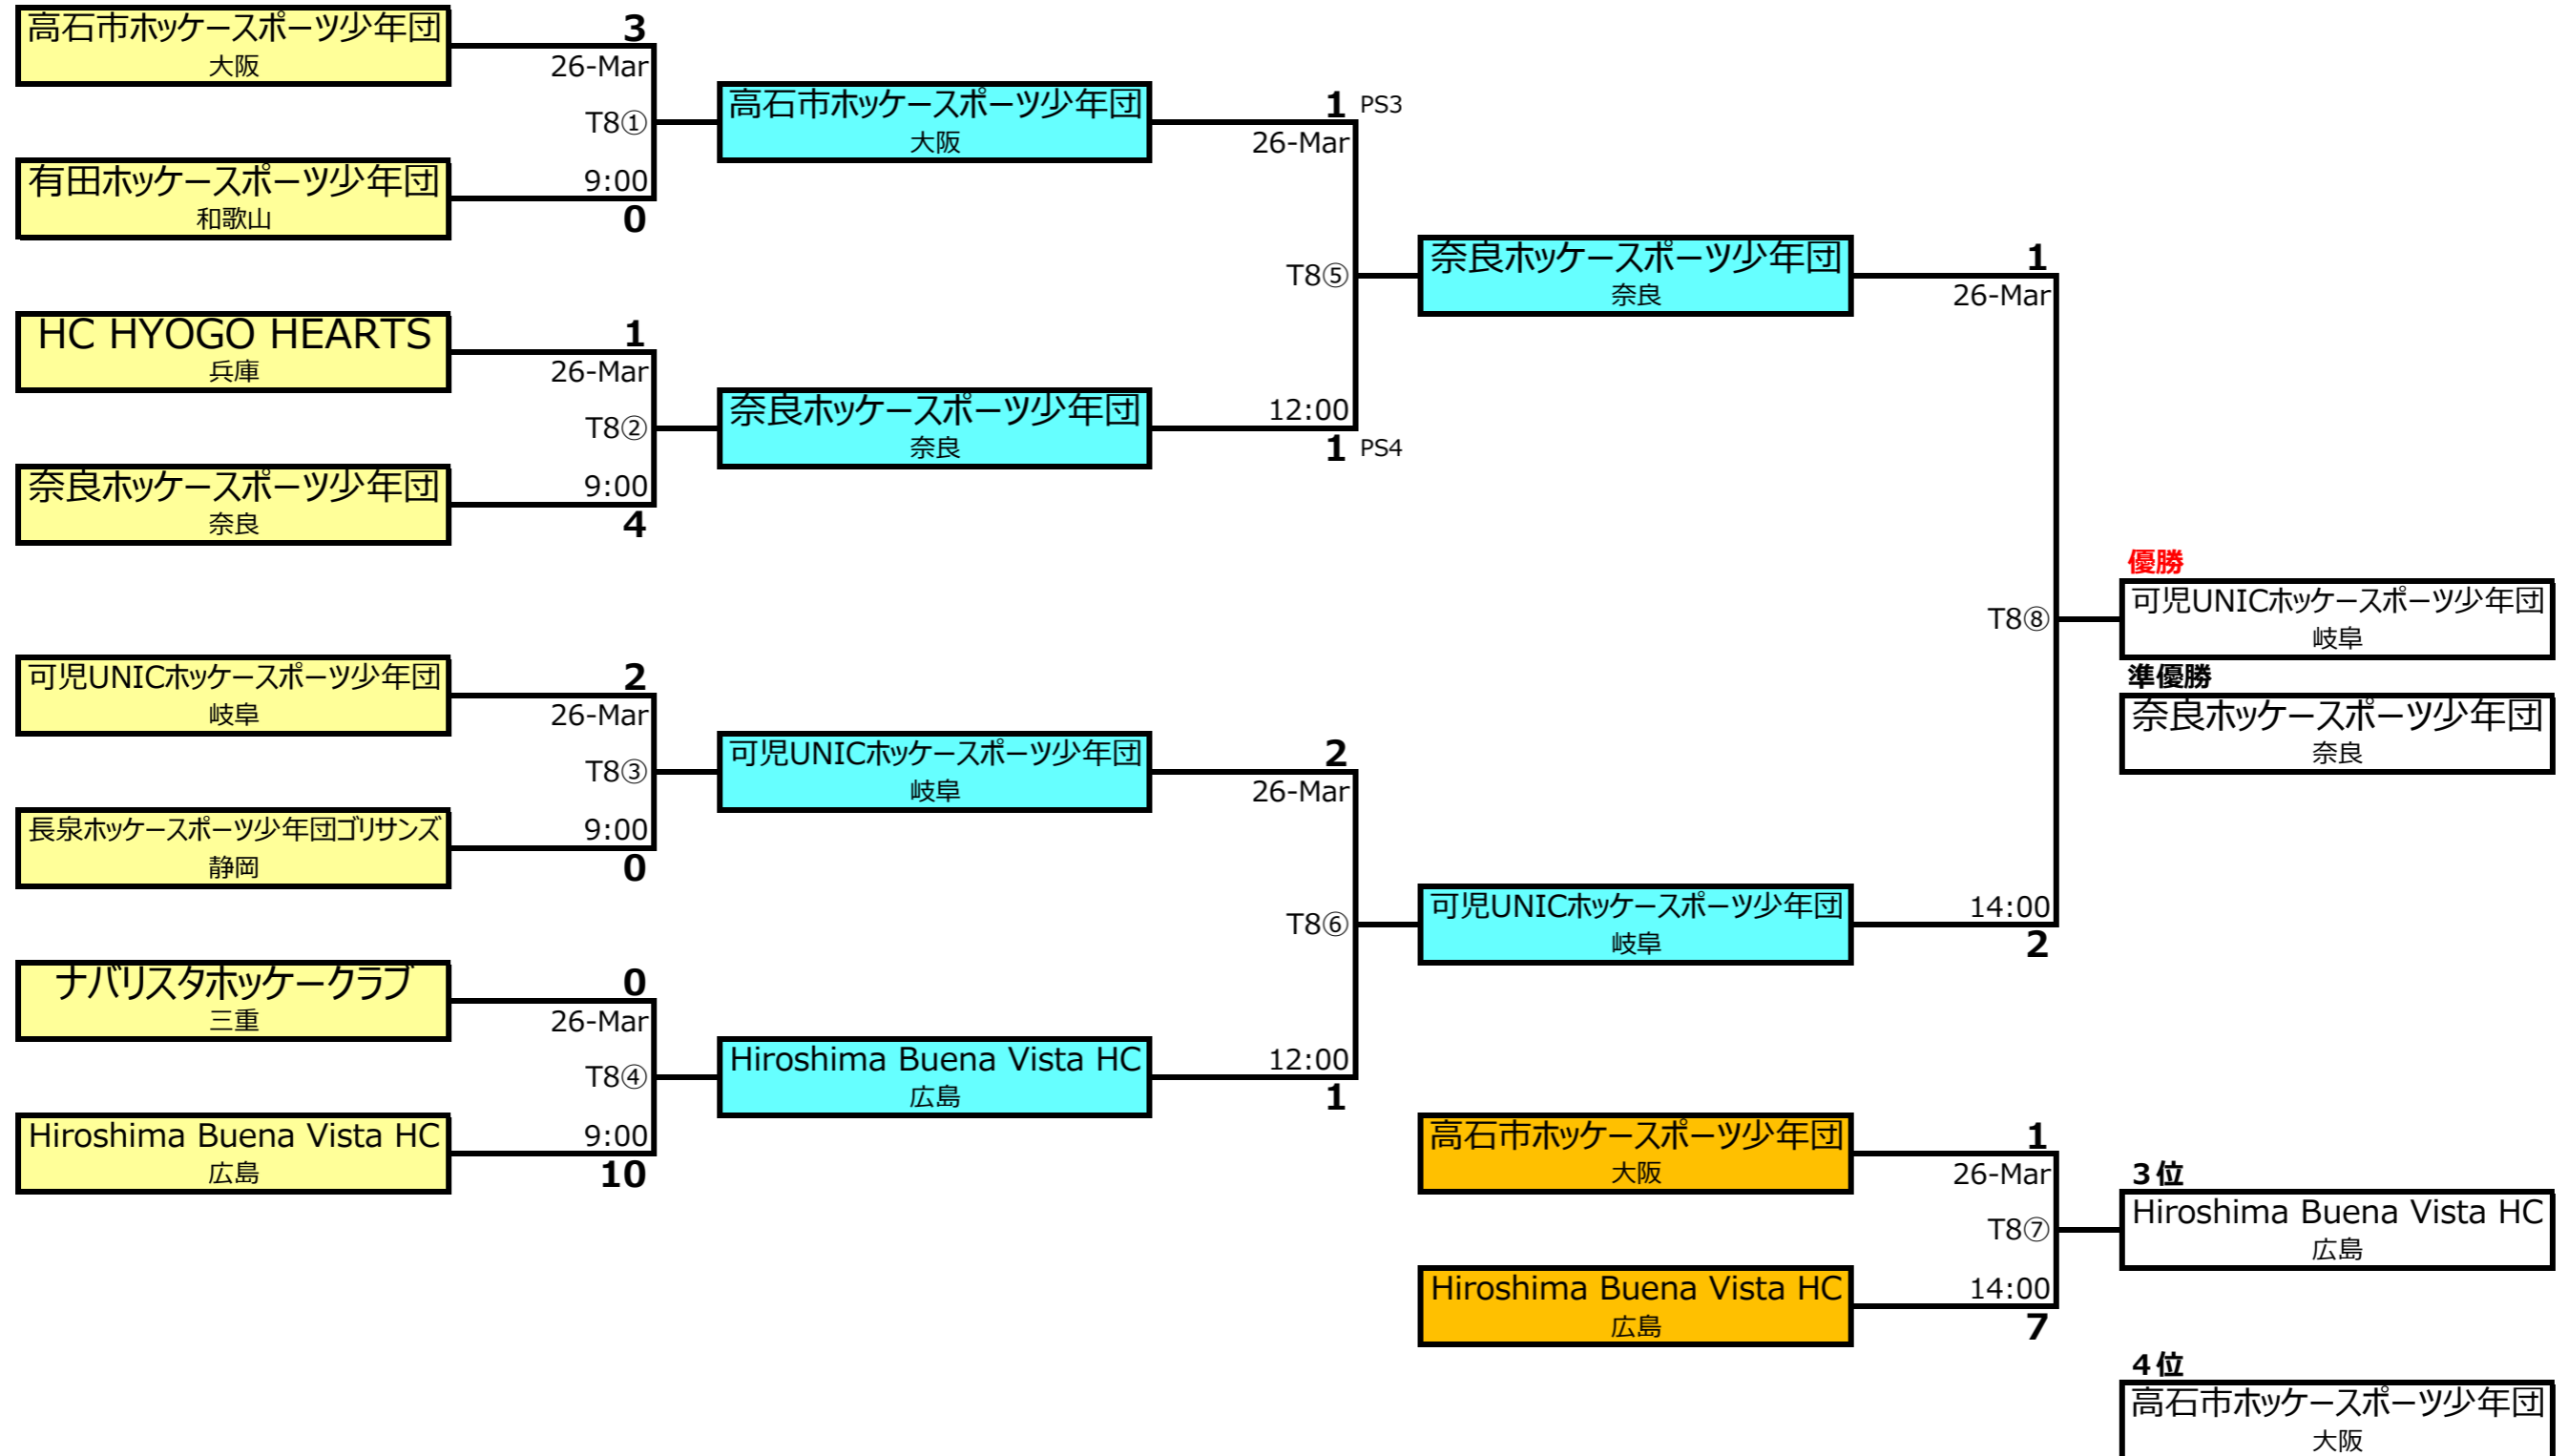 高石市ホッケースポーツ少年団
大阪
3
26-Mar
T8①
有田ホッケースポーツ少年団
和歌山
9:00
0
HC HYOGO HEARTS
兵庫
1
26-Mar
T8②
奈良ホッケースポーツ少年団
奈良
9:00
4
可児UNICホッケースポーツ少年団
岐阜
2
26-Mar
T8③
長泉ホッケースポーツ少年団ゴリサンズ
静岡
9:00
0
ナバリスタホッケークラブ
三重
0
26-Mar
T8④
Hiroshima Buena Vista HC
広島
9:00
10
高石市ホッケースポーツ少年団
大阪
1 PS3
26-Mar
T8⑤
奈良ホッケースポーツ少年団
奈良
12:00
1 PS4
可児UNICホッケースポーツ少年団
岐阜
2
26-Mar
T8⑥
Hiroshima Buena Vista HC
広島
12:00
1
奈良ホッケースポーツ少年団
奈良
1
26-Mar
T8⑧
可児UNICホッケースポーツ少年団
岐阜
14:00
2
高石市ホッケースポーツ少年団
大阪
1
26-Mar
T8⑦
Hiroshima Buena Vista HC
広島
14:00
7
優勝
可児UNICホッケースポーツ少年団
岐阜
準優勝
奈良ホッケースポーツ少年団
奈良
3位
Hiroshima Buena Vista HC
広島
4位
高石市ホッケースポーツ少年団
大阪